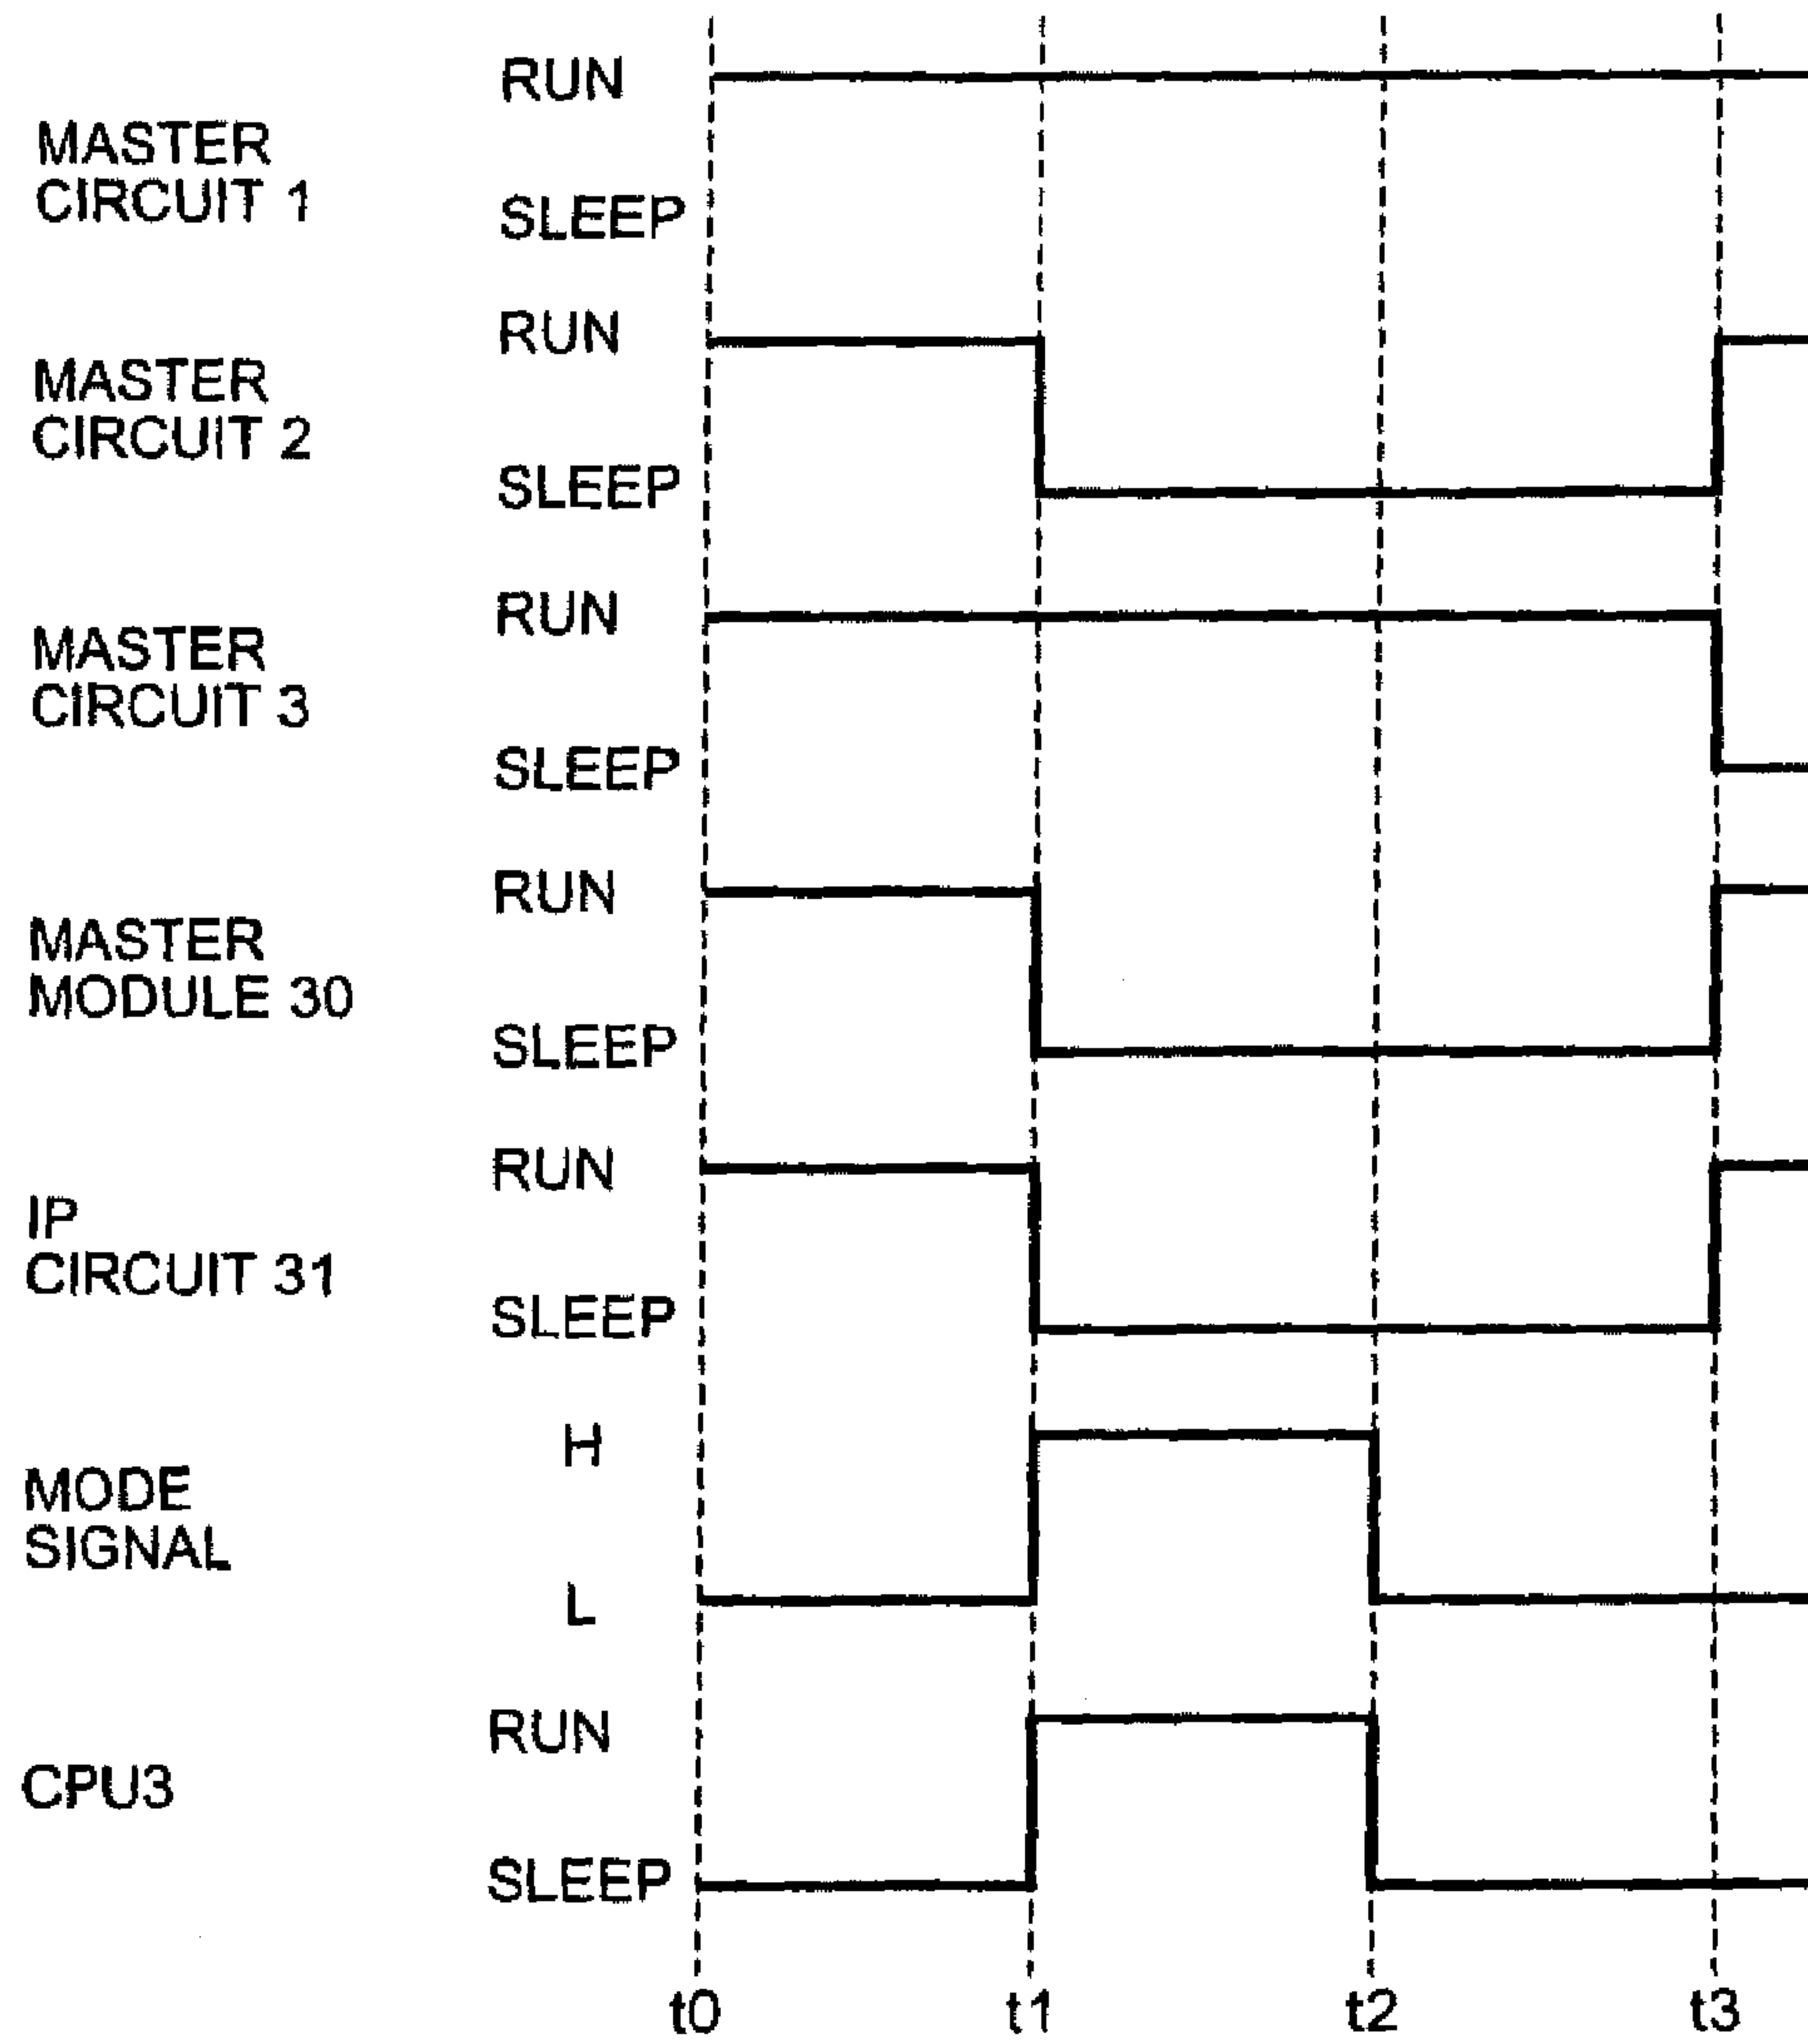 RUN
MASTER
CIRCUIT 1
SLEEP
RUN
MASTER
CIRCUIT 2
SLEEP
RUN
MASTER
CIRCUIT 3
SLEEP
RUN
MASTER
MODULE 30
SLEEP
RUN
IP
CIRCUIT 31
SLEEP
H
MODE
SIGNAL
L
RUN
CPU3
SLEEP
t0 t1 t2 t3